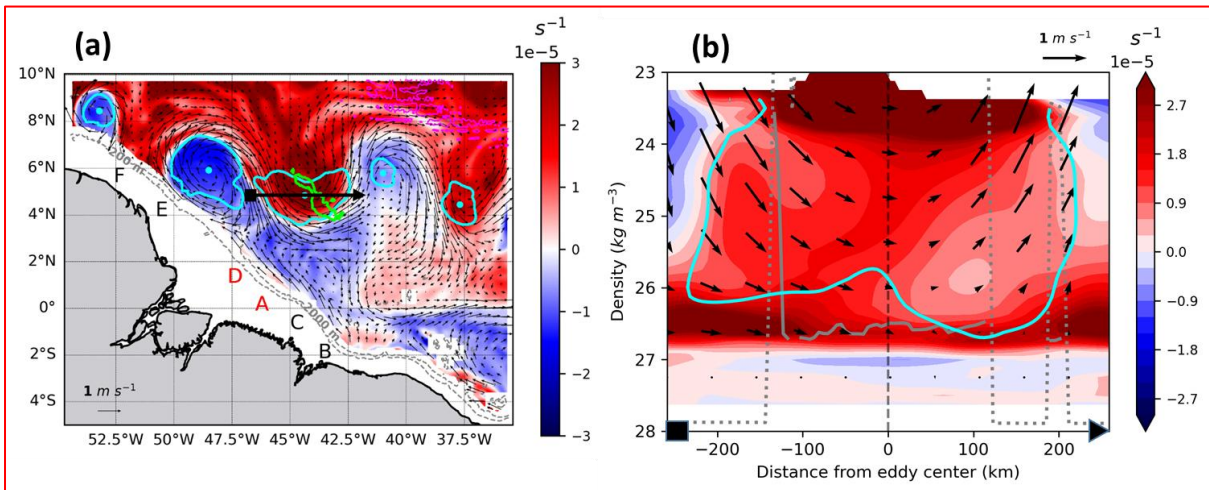 (a)
s⁻¹
1e-5
10°N
8°N
6°N
4°N
2°N
0°
2°S
4°S
200 m
1000 m
F
E
D
A
C
B
1 m s⁻¹
52.5°W 50°W 47.5°W 45°W 42.5°W 40°W 37.5°W
3
2
1
0
−1
−2
−3
(b)
1 m s⁻¹
s⁻¹
1e-5
Density (kg m⁻³)
23
24
25
26
27
28
−200 −100 0 100 200
Distance from eddy center (km)
2.7
1.8
0.9
0.0
−0.9
−1.8
−2.7